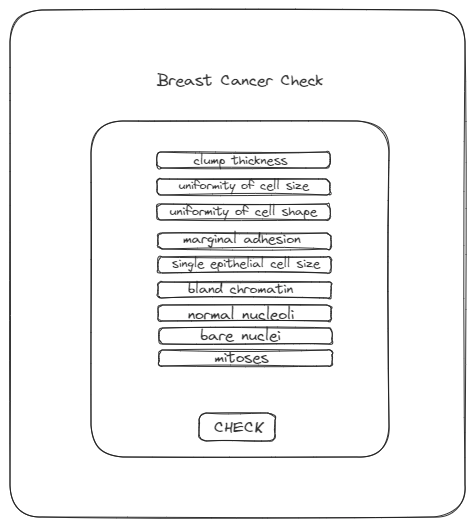 Breast Cancer Check
clump thickness
uniformity of cell size
uniformity of cell shape
marginal adhesion
single epithelial cell size
bland chromatin
normal nucleoli
bare nuclei
mitoses
CHECK